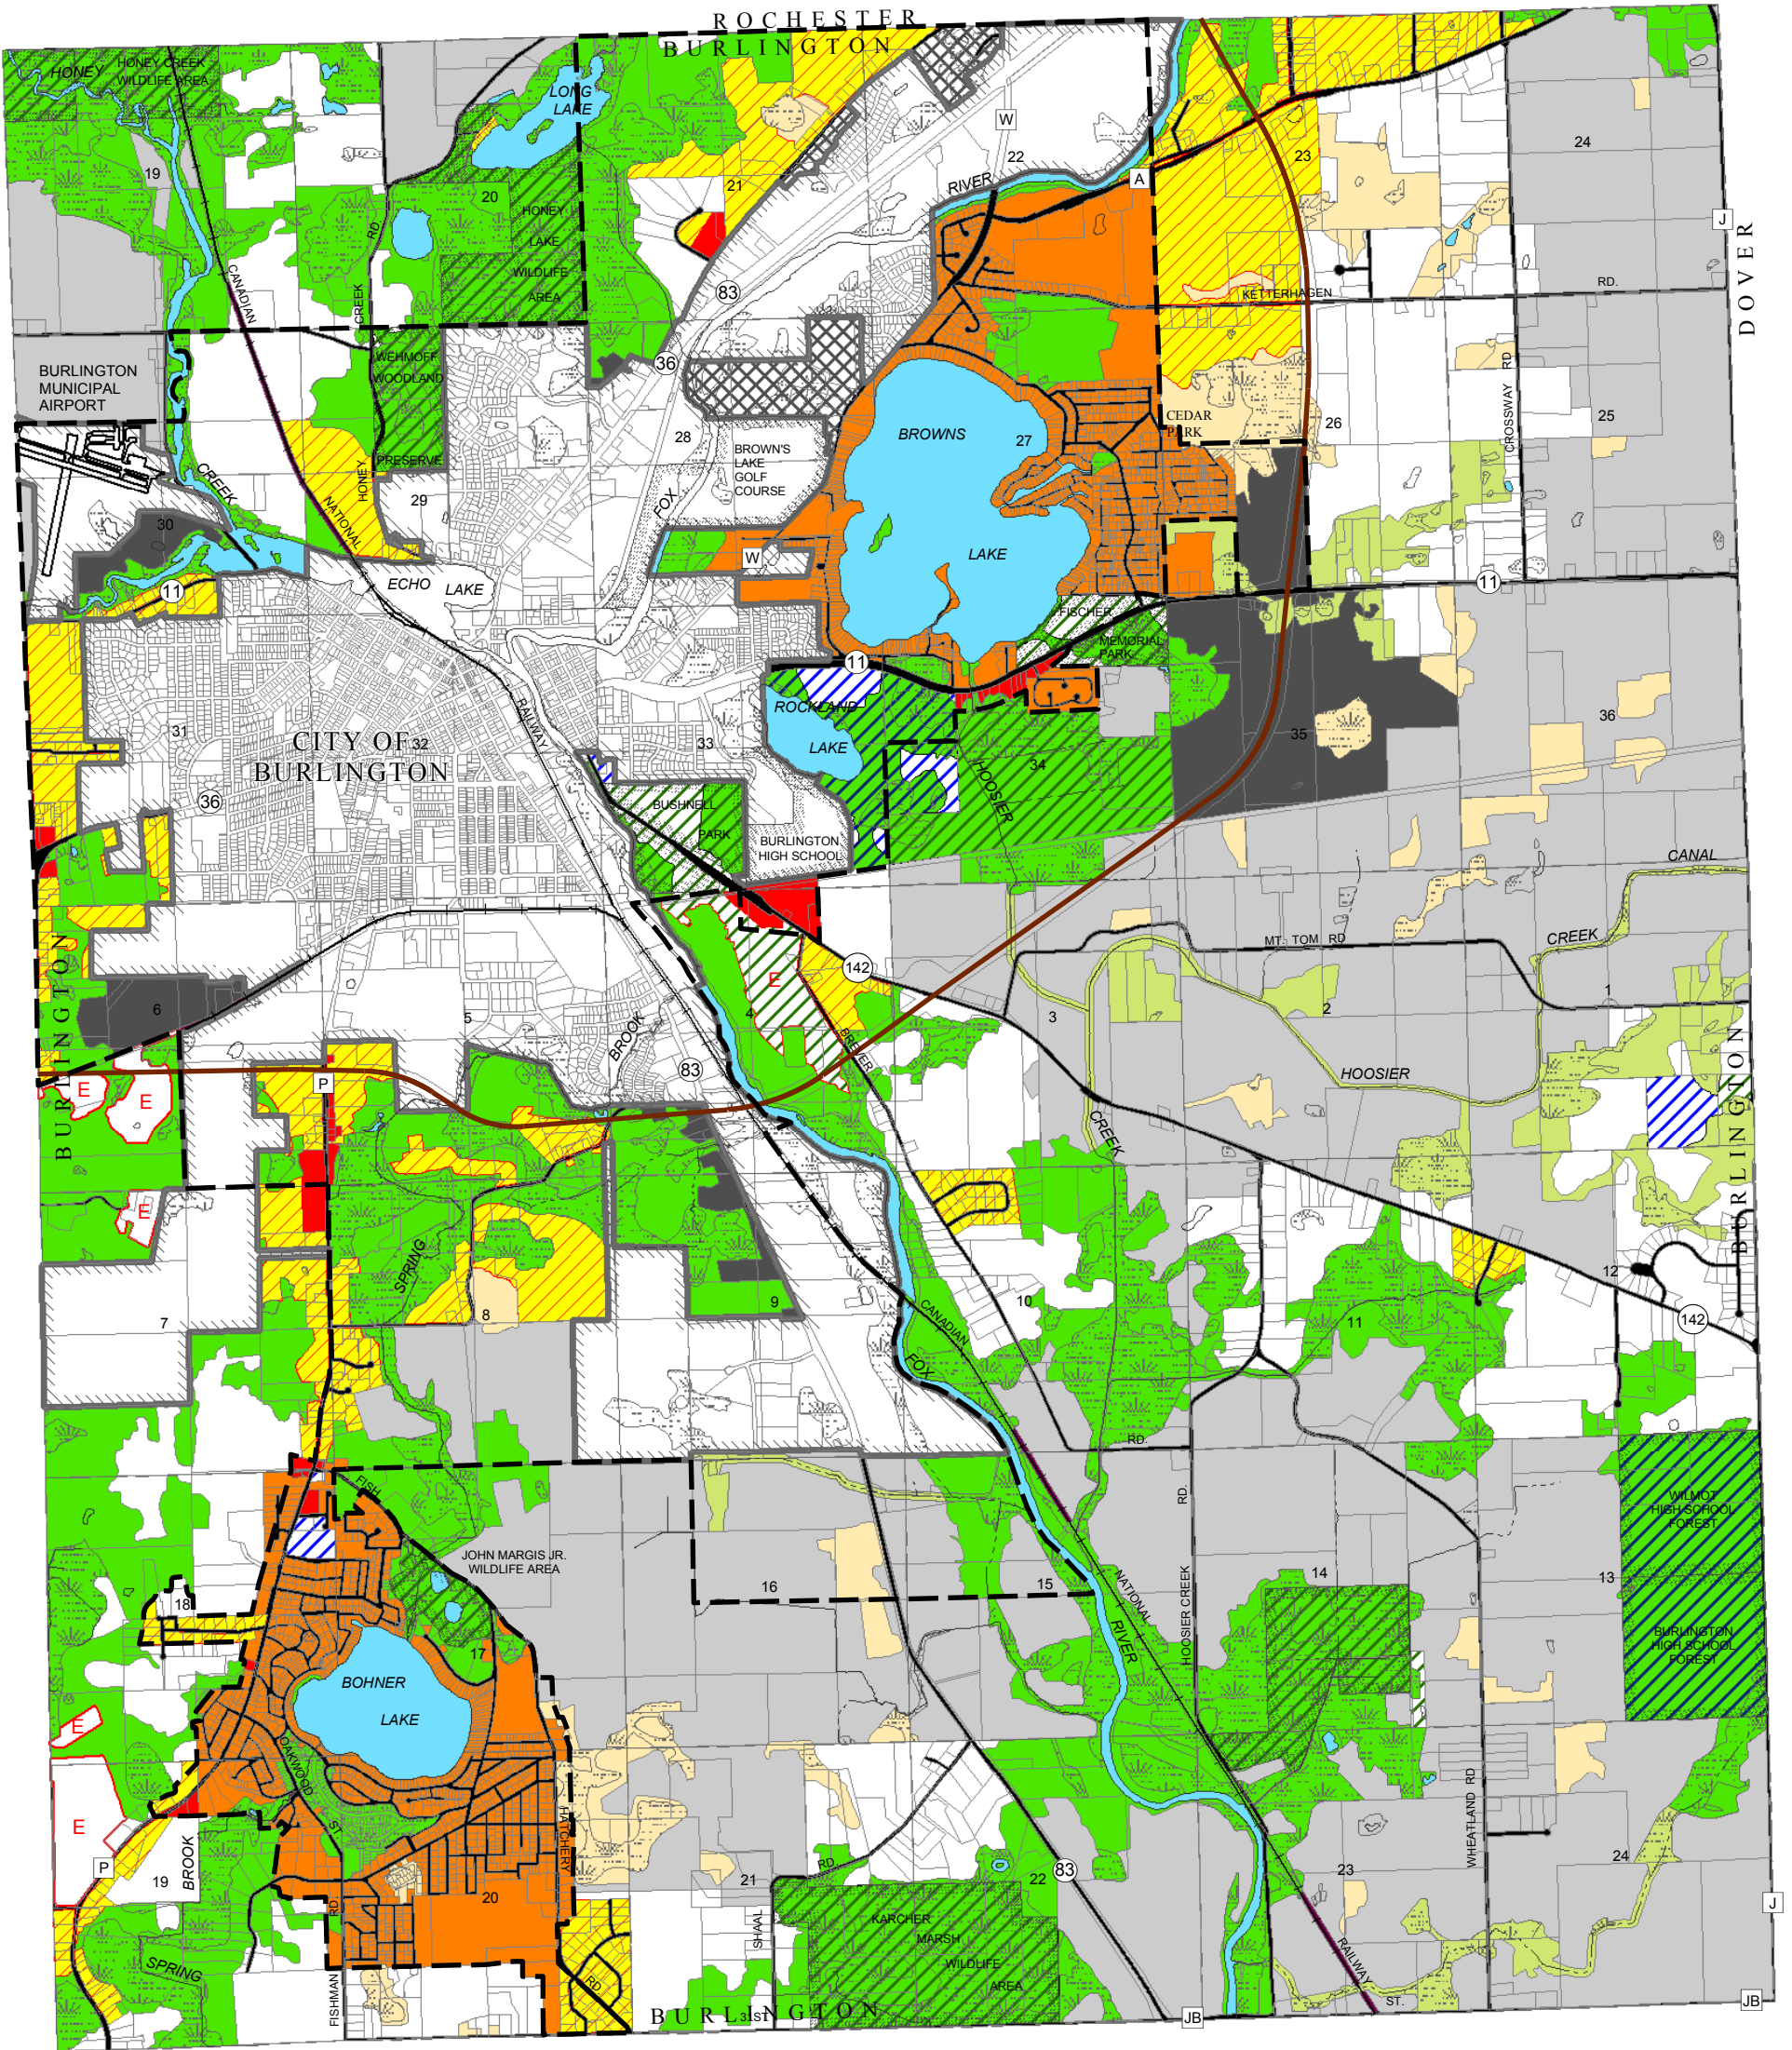 ROCHESTER
BURLINGTON
HONEY
HONEY CREEK
WILDLIFE AREA
LONG
LAKE
W
22
24
23
19
21
A
RIVER
20
HONEY
LAKE
WILDLIFE
AREA
RD
J
DOVER
CANADIAN
CREEK
83
KETTERHAGEN
RD.
WEHMOFF
WOODLAND
PRESERVE
36
BURLINGTON
MUNICIPAL
AIRPORT
CROSSWAY RD
CEDAR
PARK
26
25
BROWNS
27
28
BROWN'S
LAKE
GOLF
COURSE
CREEK
HONEY
29
FOX
NATIONAL
30
W
LAKE
ECHO LAKE
11
11
FISCHER
MEMORIAL
PARK
11
ROCKLAND
LAKE
RAILWAY
31
CITY OF
32
BURLINGTON
33
34
HOOSIER
35
36
36
BUSHNELL
PARK
BURLINGTON
HIGH SCHOOL
CANAL
BURLINGTON
MT. TOM RD
CREEK
142
E
6
5
4
3
2
1
BROOK
BREVER
83
HOOSIER
BURLINGTON
P
E
E
CREEK
E
SPRING
7
8
9
10
11
12
CANADIAN
FOX
142
RD.
FISH
RD.
WILMOT
HIGH SCHOOL
FOREST
JOHN MARGIS JR.
WILDLIFE AREA
16
15
14
13
NATIONAL
HOOSIER CREEK
18
17
RIVER
BURLINGTON
HIGH SCHOOL
FOREST
BOHNER
LAKE
E
OAKWOOD
ST.
HATCHERY
WHEATLAND RD
E
P
19
BROOK
20
21
RD.
22
83
23
24
J
KARCHER
MARSH
WILDLIFE
AREA
SHAAL
RD.
SPRING
FISHMAN
RD.
RAILWAY
BURLINGTON
31ST
ST.
JB
JB